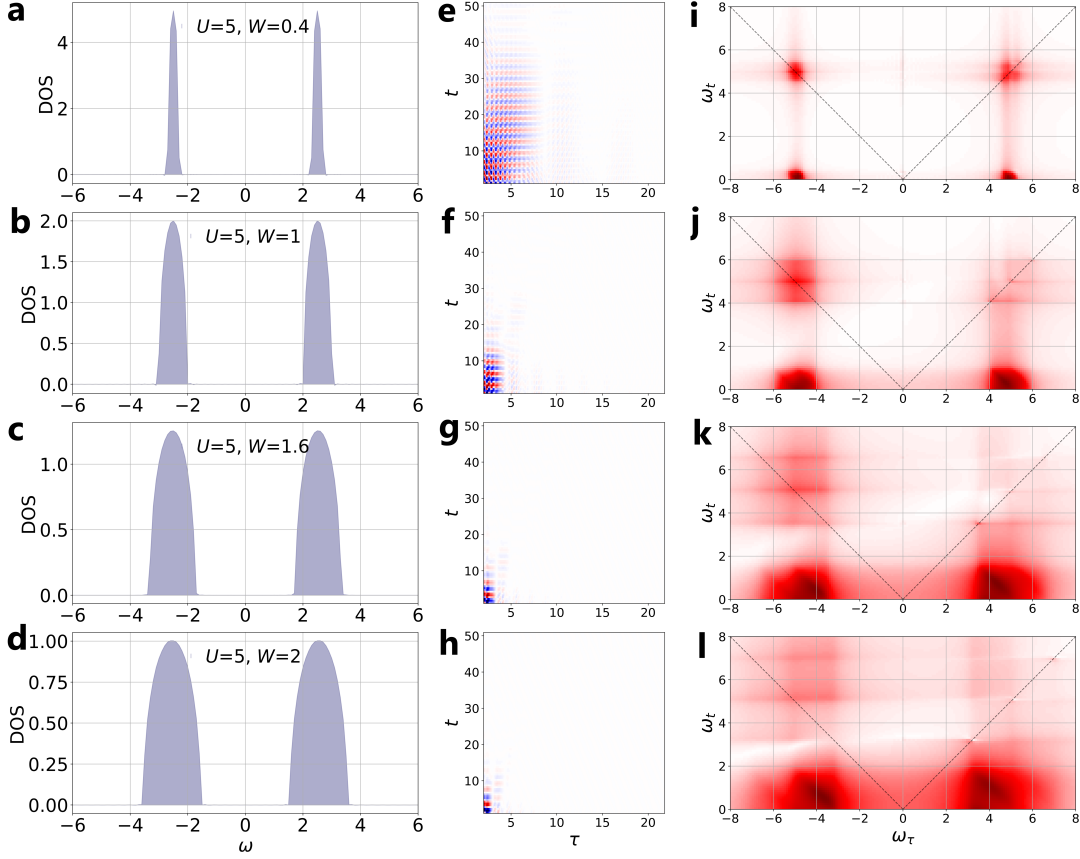 a
U=5, W=0.4
DOS
4
2
0
−6 −4 −2 0 2 4 6
b
U=5, W=1
DOS
2.0
1.5
1.0
0.5
0.0
−6 −4 −2 0 2 4 6
c
U=5, W=1.6
DOS
1.0
0.5
0.0
−6 −4 −2 0 2 4 6
d
U=5, W=2
DOS
1.00
0.75
0.50
0.25
0.00
−6 −4 −2 0 2 4 6
ω
e
t
50
40
30
20
10
5 10 15 20
f
t
50
40
30
20
10
5 10 15 20
g
t
50
40
30
20
10
5 10 15 20
h
t
50
40
30
20
10
5 10 15 20
τ
i
ωt
8
6
4
2
0
−8 −6 −4 −2 0 2 4 6 8
j
ωt
8
6
4
2
0
−8 −6 −4 −2 0 2 4 6 8
k
ωt
8
6
4
2
0
−8 −6 −4 −2 0 2 4 6 8
l
ωt
8
6
4
2
0
−8 −6 −4 −2 0 2 4 6 8
ωτ